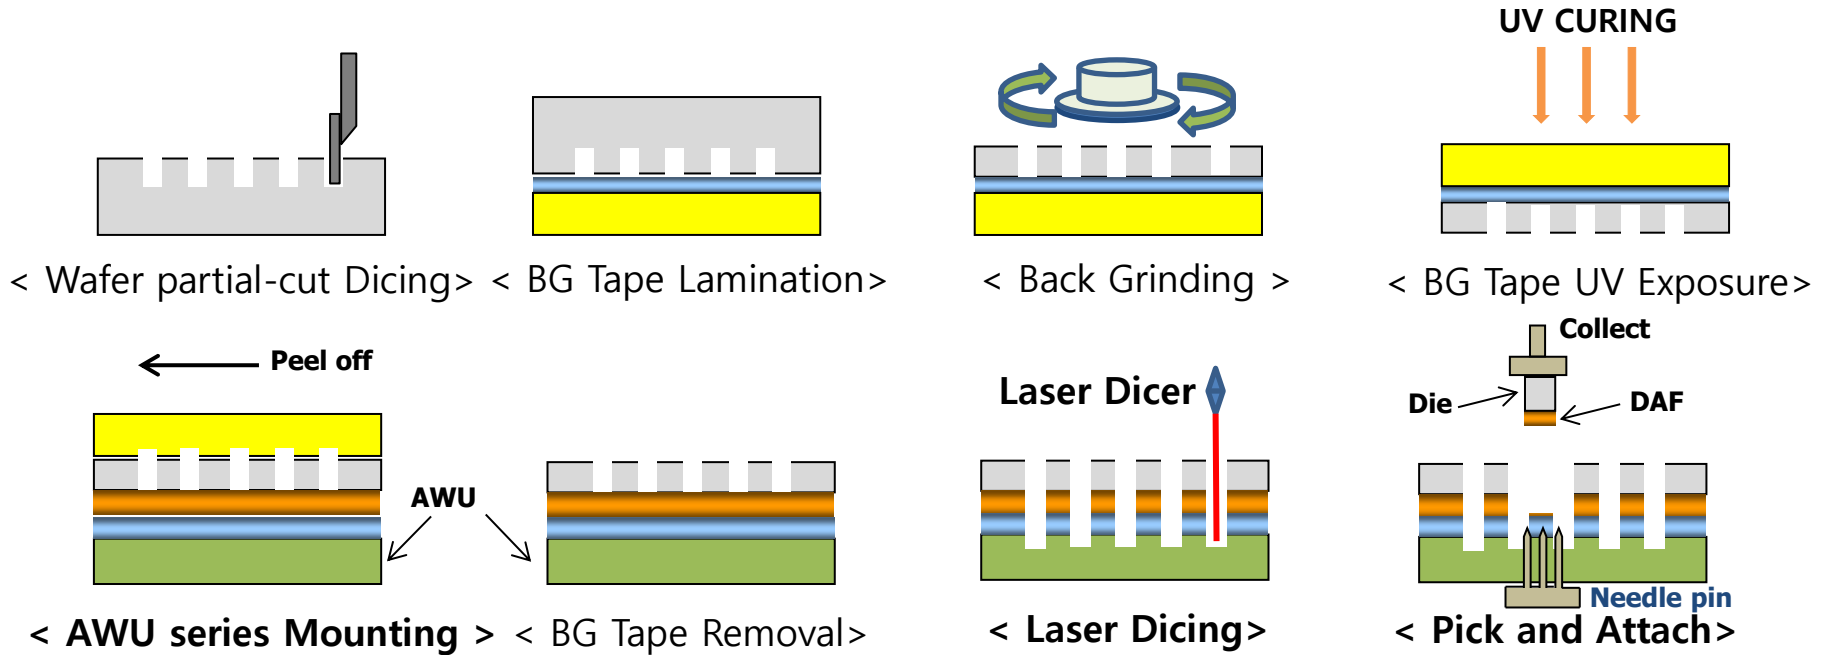 UV CURING
< Wafer partial-cut Dicing>
< BG Tape Lamination>
< Back Grinding >
< BG Tape UV Exposure>
Peel off
AWU
Laser Dicer
Collect
Die
DAF
Needle pin
< AWU series Mounting >
< BG Tape Removal>
< Laser Dicing>
< Pick and Attach>